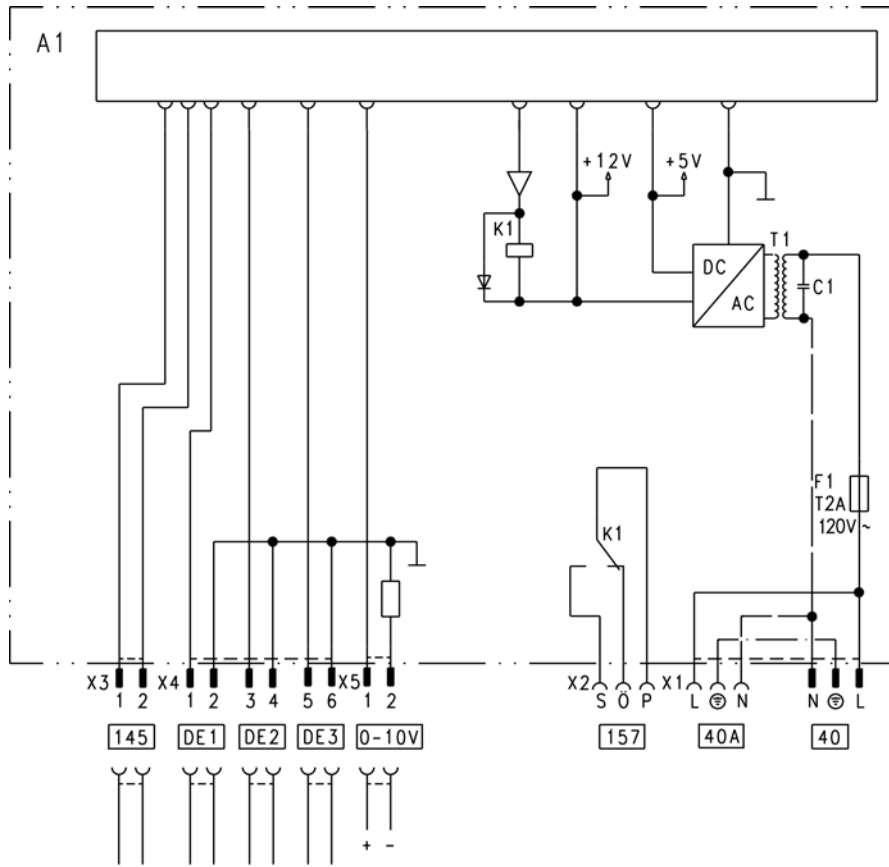 A1
+12V
+5V
K1
T1
DC
AC
C1
F1
T2A
120V ~
K1
X3
X4
X5
X2
X1
1 2
1 2
3 4
5 6
1 2
S Ö P
L N
N L
145
DE1
DE2
DE3
0-10V
157
40A
40
+ -